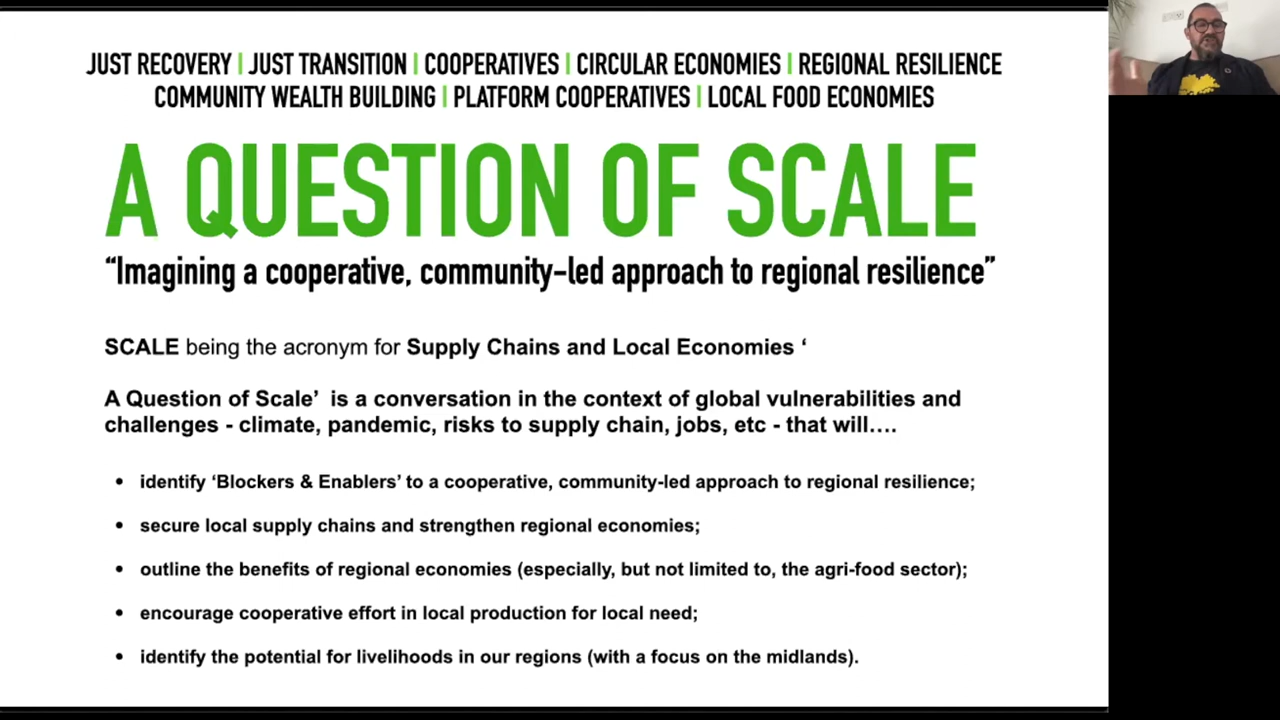 JUST RECOVERY | JUST TRANSITION | COOPERATIVES | CIRCULAR ECONOMIES | REGIONAL RESILIENCE
COMMUNITY WEALTH BUILDING | PLATFORM COOPERATIVES | LOCAL FOOD ECONOMIES
A QUESTION OF SCALE
“Imagining a cooperative, community-led approach to regional resilience”
SCALE being the acronym for Supply Chains and Local Economies ‘
A Question of Scale’ is a conversation in the context of global vulnerabilities and
challenges - climate, pandemic, risks to supply chain, jobs, etc - that will….
• identify ‘Blockers & Enablers’ to a cooperative, community-led approach to regional resilience;
• secure local supply chains and strengthen regional economies;
• outline the benefits of regional economies (especially, but not limited to, the agri-food sector);
• encourage cooperative effort in local production for local need;
• identify the potential for livelihoods in our regions (with a focus on the midlands).